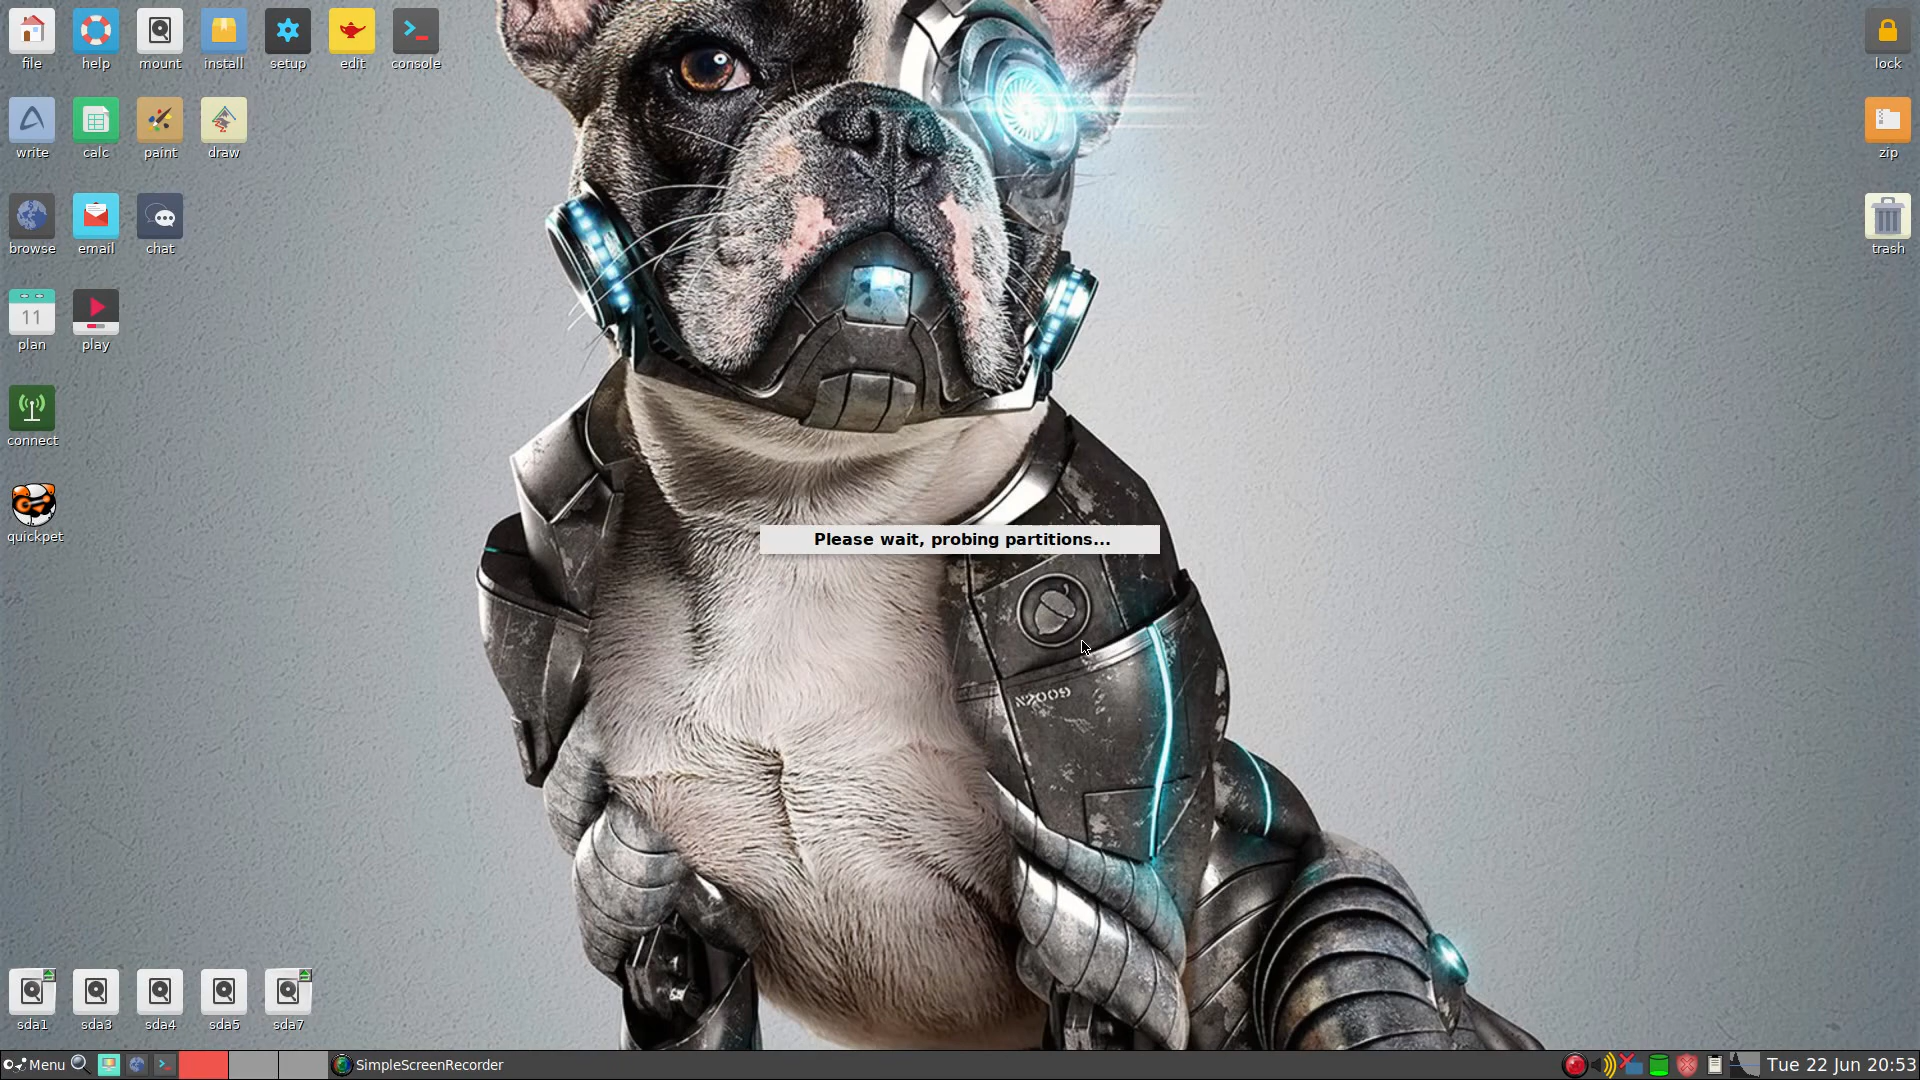 file help mount install setup edit console lock
write calc paint draw zip
11
browse email chat trash
plan play
connect
quickpet
Please wait, probing partitions...
N2009
sda1 sda3 sda4 sda5 sda7
Menu SimpleScreenRecorder Tue 22 Jun 20:53